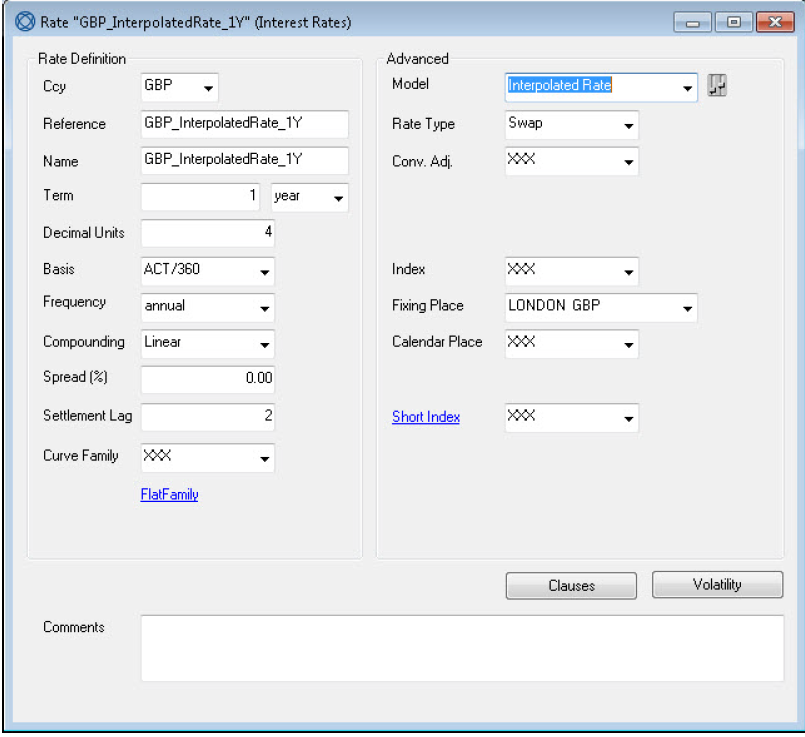 Rate "GBP_InterpolatedRate_1Y" (Interest Rates)
Rate Definition
Ccy GBP
Reference GBP_InterpolatedRate_1Y
Name GBP_InterpolatedRate_1Y
Term 1 year
Decimal Units 4
Basis ACT/360
Frequency annual
Compounding Linear
Spread (%) 0.00
Settlement Lag 2
Curve Family XXX
FlatFamily
Advanced
Model Interpolated Rate
Rate Type Swap
Conv. Adj. XXX
Index XXX
Fixing Place LONDON GBP
Calendar Place XXX
Short Index XXX
Clauses Volatility
Comments